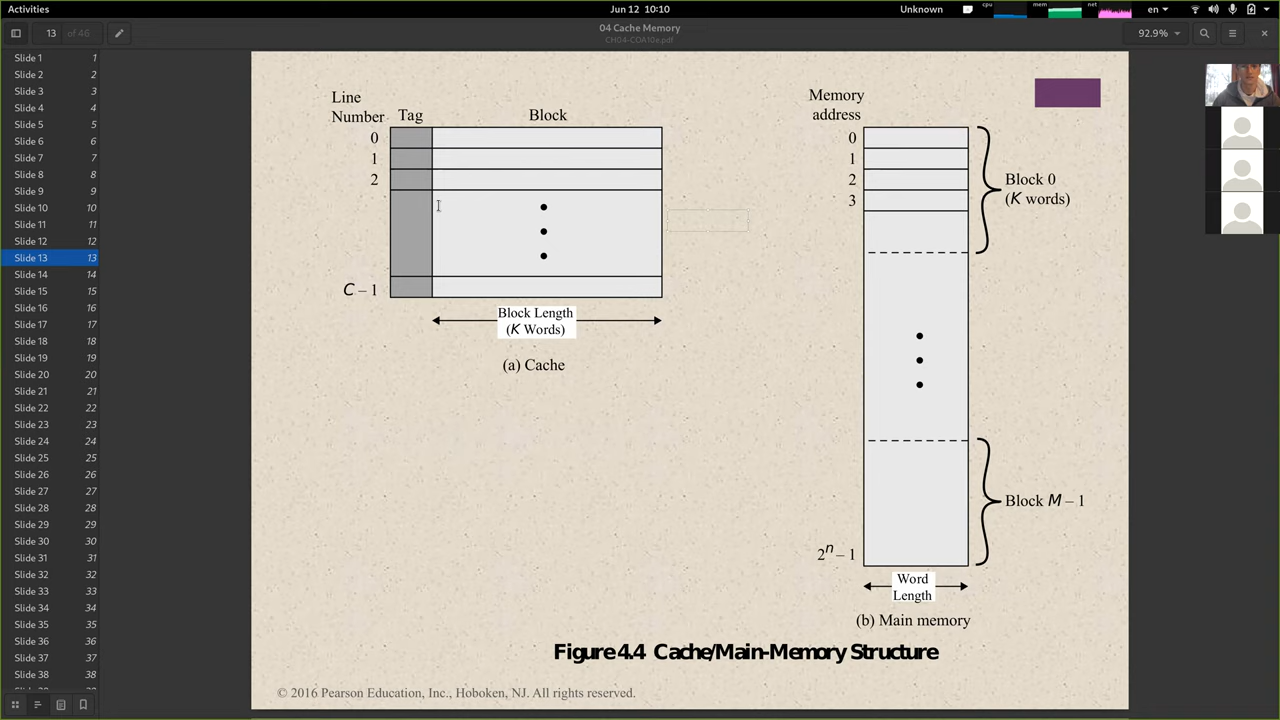 Activities
Jun 12 10:10
Unknown
cpu
mem
net
en
13 of 46
04 Cache Memory
CH04-COA10e.pdf
92.9%
Slide 1 1
Slide 2 2
Slide 3 3
Slide 4 4
Slide 5 5
Slide 6 6
Slide 7 7
Slide 8 8
Slide 9 9
Slide 10 10
Slide 11 11
Slide 12 12
Slide 13 13
Slide 14 14
Slide 15 15
Slide 16 16
Slide 17 17
Slide 18 18
Slide 19 19
Slide 20 20
Slide 21 21
Slide 22 22
Slide 23 23
Slide 24 24
Slide 25 25
Slide 26 26
Slide 27 27
Slide 28 28
Slide 29 29
Slide 30 30
Slide 31 31
Slide 32 32
Slide 33 33
Slide 34 34
Slide 35 35
Slide 36 36
Slide 37 37
Slide 38 38
Line
Number
Tag
Block
0
1
2
C – 1
Block Length
(K Words)
(a) Cache
Memory
address
0
1
2
3
Block 0
(K words)
Block M – 1
2ⁿ – 1
Word
Length
(b) Main memory
Figure 4.4 Cache/Main-Memory Structure
© 2016 Pearson Education, Inc., Hoboken, NJ. All rights reserved.